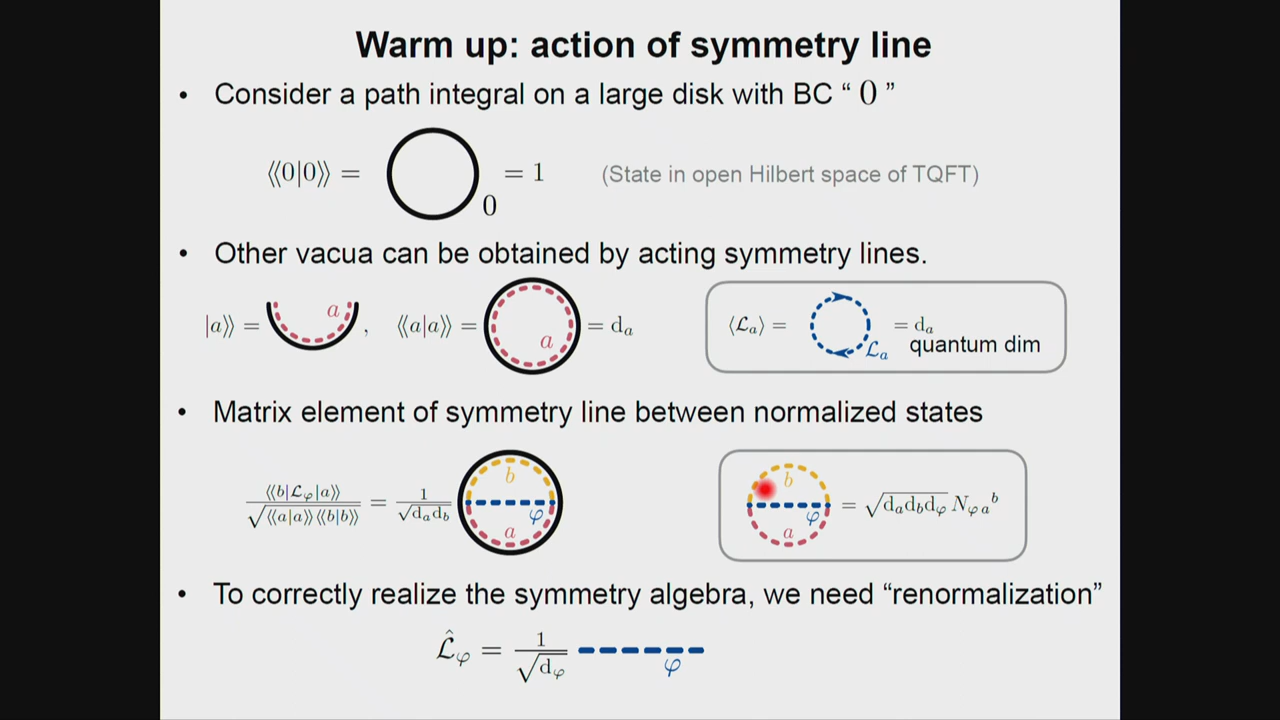 Warm up: action of symmetry line
• Consider a path integral on a large disk with BC “ 0 ”
⟪0|0⟫ = 0 = 1 (State in open Hilbert space of TQFT)
• Other vacua can be obtained by acting symmetry lines.
|a⟫ = a , ⟪a|a⟫ = a = d_a ⟨ℒ_a⟩ = ℒ_a = d_a quantum dim
• Matrix element of symmetry line between normalized states
⟪b|ℒ_φ|a⟫ / √(⟪a|a⟫⟪b|b⟫) = 1/√(d_a d_b) b φ a b φ a = √(d_a d_b d_φ) N_{φa}^b
• To correctly realize the symmetry algebra, we need “renormalization”
ℒ̂_φ = 1/√d_φ φ